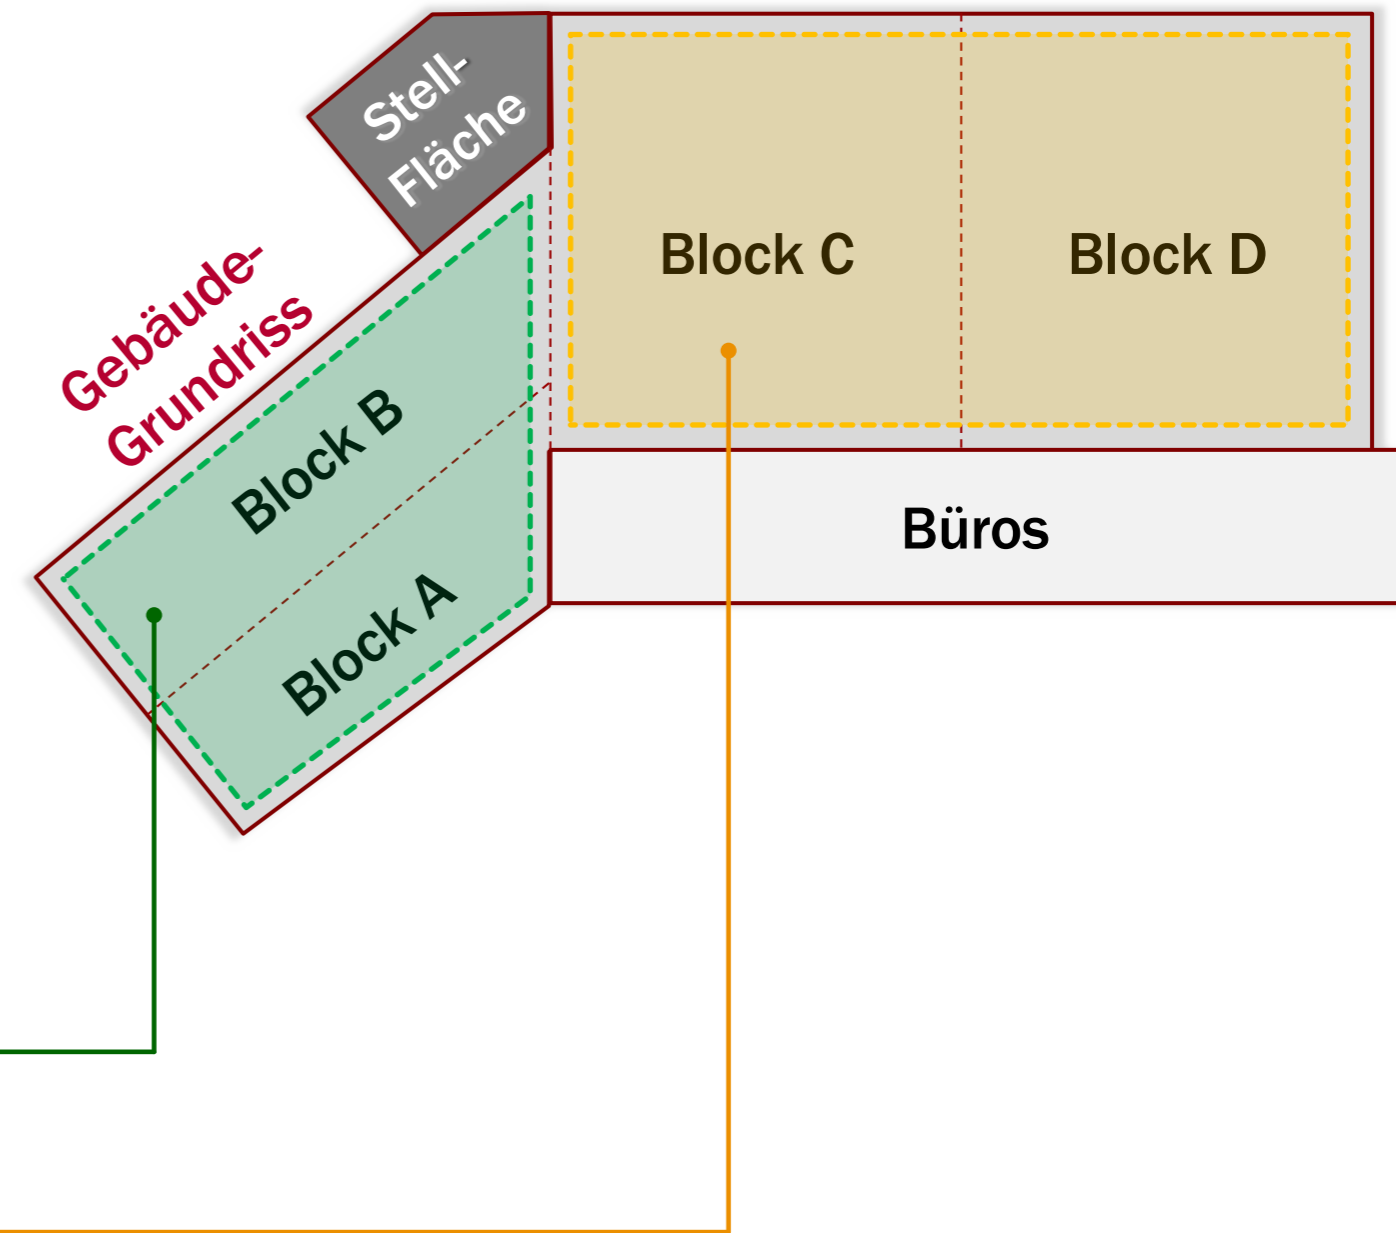 Stell-
Fläche
Gebäude-
Grundriss
Block B
Block A
Block C
Block D
Büros